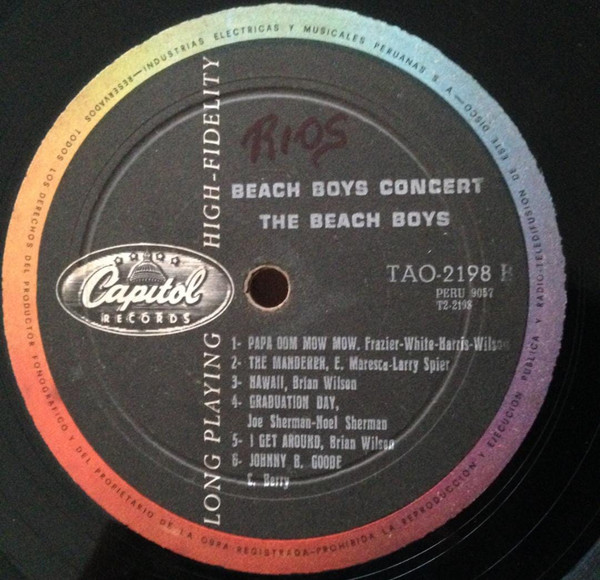 RIOS
BEACH BOYS CONCERT
THE BEACH BOYS
TAO-2198 B
PERU 9057
T2-2198
Capitol
RECORDS
LONG PLAYING HIGH-FIDELITY
1- PAPA OOM MOW MOW, Frazier-White-Harris-Wilson
2- THE MANDERER, E. Maresca-Larry Spier
3- HAWAII, Brian Wilson
4- GRADUATION DAY,
Joe Sherman-Noel Sherman
5- I GET AROUND, Brian Wilson
6- JOHNNY B. GOODE
C. Berry
INDUSTRIAS ELECTRICAS Y MUSICALES PERUANAS S. A.—RESERVADOS TODOS LOS DERECHOS DEL PRODUCTOR FONOGRAFICO Y DEL PROPIETARIO DE LA OBRA REGISTRADA-PROHIBIDA LA REPRODUCCION Y EJECUCION PUBLICA Y RADIO-TELEDIFUSION DE ESTE DISCO